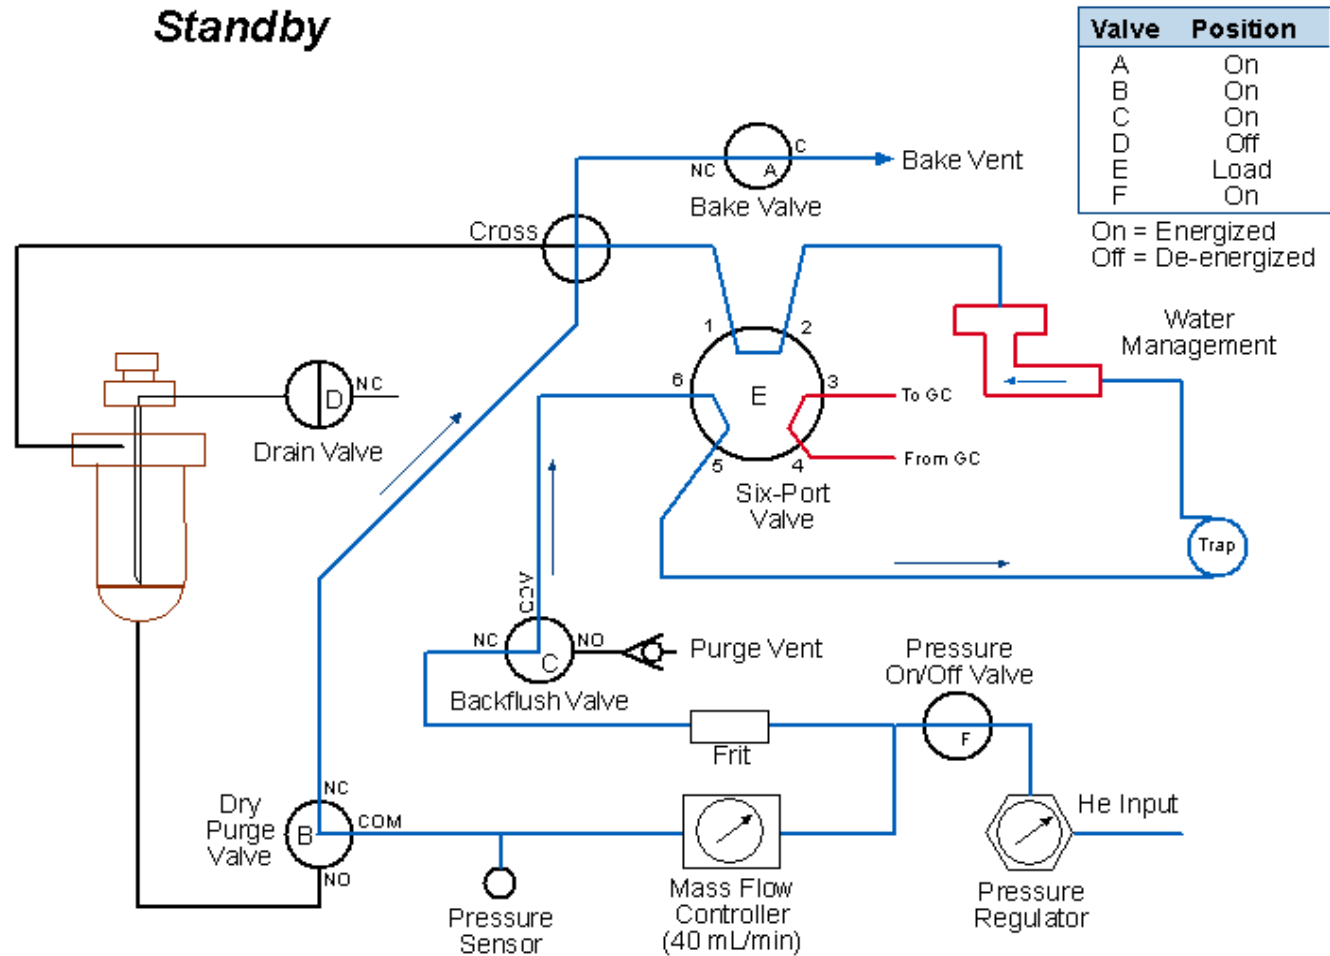 Standby
Valve Position
A On
B On
C On
D Off
E Load
F On
On = Energized
Off = De-energized
NC
C
A
Bake Vent
Bake Valve
Cross
1
2
Water
Management
6
E
3
To GC
NC
D
Drain Valve
5
4
From GC
Six-Port
Valve
Trap
COV
NC
NO
C
Purge Vent
Backflush Valve
Pressure
On/Off Valve
F
Frit
NC
Dry
Purge
Valve
B
COM
NO
He Input
Pressure
Sensor
Mass Flow
Controller
(40 mL/min)
Pressure
Regulator